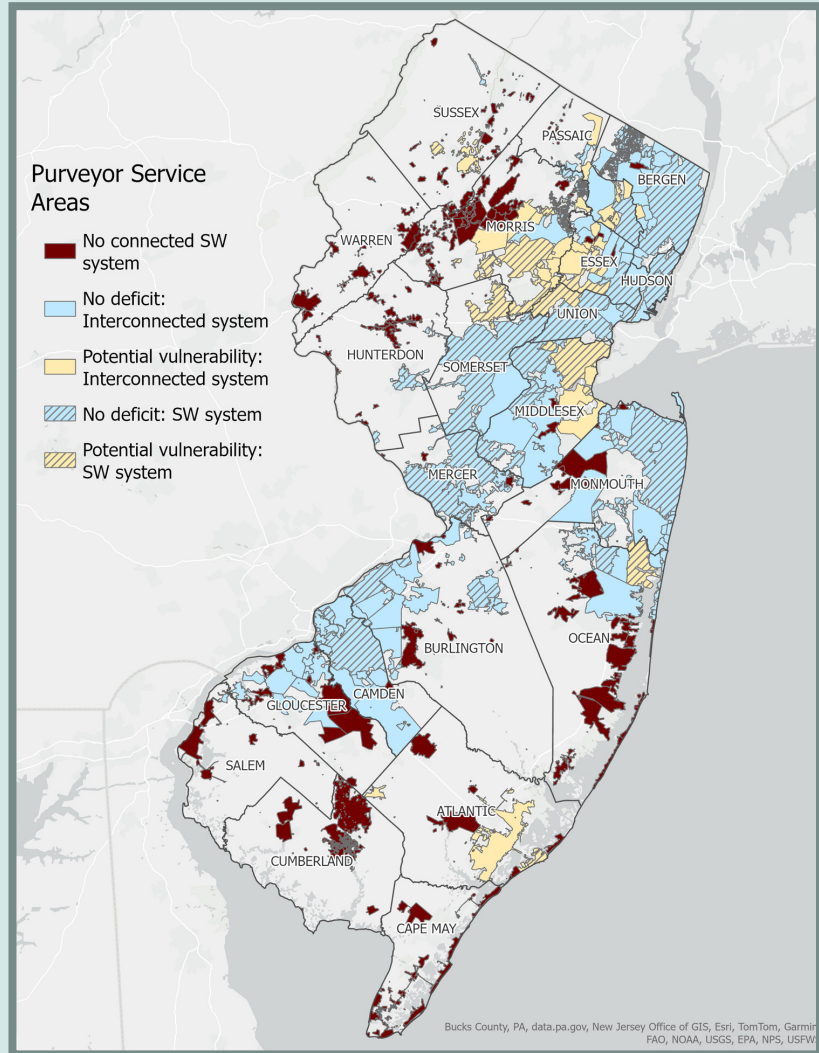 Purveyor Service
Areas
No connected SW
system
No deficit:
Interconnected system
Potential vulnerability:
Interconnected system
No deficit: SW system
Potential vulnerability:
SW system
SUSSEX
PASSAIC
BERGEN
WARREN
MORRIS
ESSEX
HUDSON
UNION
HUNTERDON
SOMERSET
MIDDLESEX
MERCER
MONMOUTH
OCEAN
BURLINGTON
CAMDEN
GLOUCESTER
SALEM
ATLANTIC
CUMBERLAND
CAPE MAY
Bucks County, PA, data.pa.gov, New Jersey Office of GIS, Esri, TomTom, Garmin
FAO, NOAA, USGS, EPA, NPS, USFW